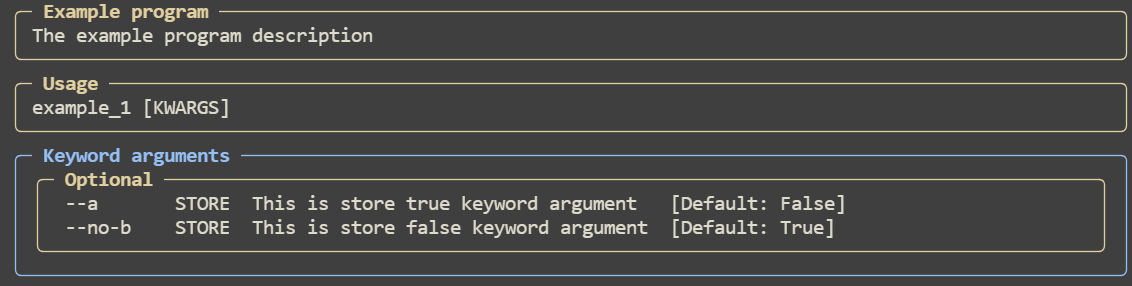 Example program
The example program description
Usage
example_1 [KWARGS]
Keyword arguments
Optional
--a STORE This is store true keyword argument [Default: False]
--no-b STORE This is store false keyword argument [Default: True]